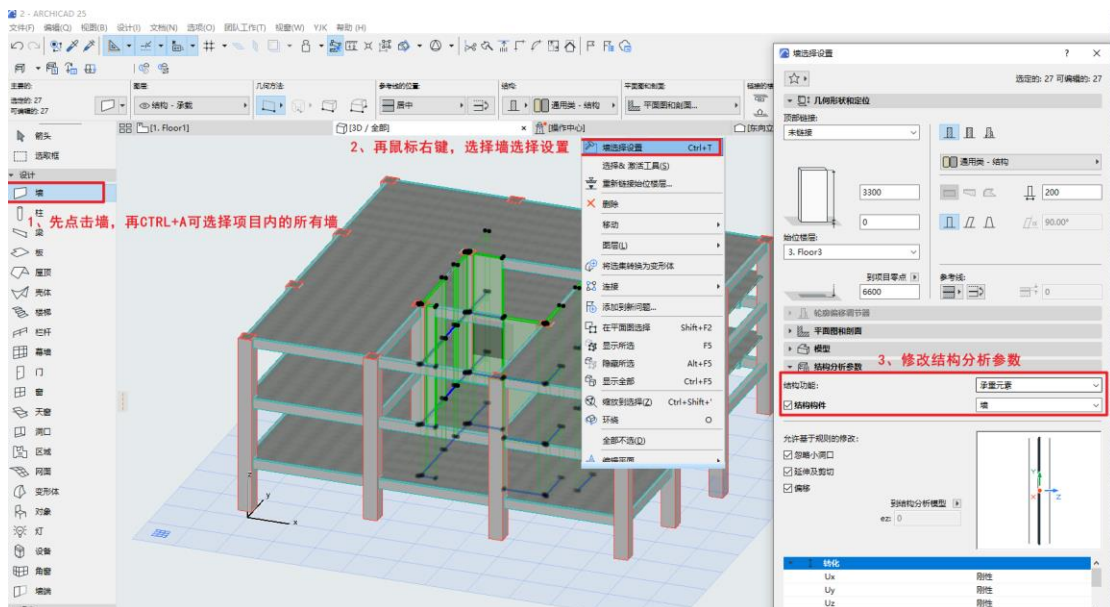 2 - ARCHICAD 25
文件(F) 编辑(Q) 视图(B) 设计(I) 文档(N) 选项(O) 团队工作(T) 视窗(W) YJK 帮助 (H)
主要的:
选定的: 27
可编辑的: 27
图层:
结构 - 承载
几何方法:
参考线的位置:
居中
结构:
通用类 - 结构
平面图和剖面:
平面图和剖面...
[1. Floor1]
[3D / 全部]
[操作中心]
箭头
选取框
设计
墙
柱
梁
板
屋顶
壳体
楼梯
栏杆
幕墙
门
窗
天窗
洞口
区域
网面
变形体
对象
灯
设备
角窗
墙端
1、先点击墙，再CTRL+A可选择项目内的所有墙
2、再鼠标右键，选择墙选择设置
z
y
x
墙选择设置 Ctrl+T
选择& 激活工具(S)
重新链接始位楼层...
删除
移动
图层(L)
将选集转换为变形体
连接
添加到新问题...
在平面图选择 Shift+F2
显示所选 F5
隐藏所选 Alt+F5
显示全部 Ctrl+F5
缩放到选择(Z) Ctrl+Shift+'
环绕 O
全部不选(D)
编辑平面
墙选择设置 ? ×
选定的: 27 可编辑的: 27
几何形状和定位
顶部链接:
未链接
通用类 - 结构
3300
200
0
90.00°
始位楼层:
3. Floor3
到项目零点
6600
参考线:
0
轮廓偏移调节器
平面图和剖面
模型
结构分析参数
3、修改结构分析参数
结构功能:
承重元素
结构构件
墙
允许基于规则的修改:
忽略小洞口
延伸及剪切
偏移
到结构分析模型
ez: 0
Y
X
Z
转化
Ux 刚性
Uy 刚性
Uz 刚性